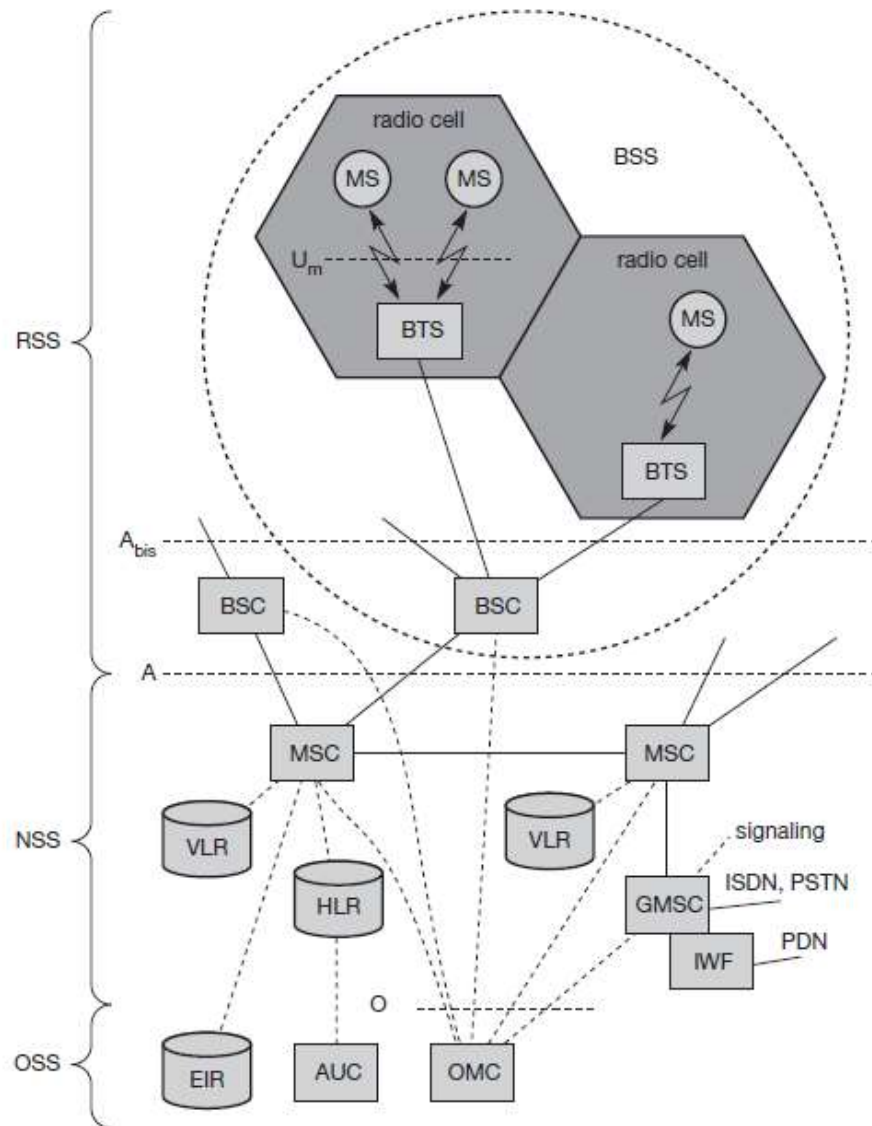 radio cell
BSS
MS
MS
radio cell
Um
MS
BTS
RSS
BTS
Abis
BSC
BSC
A
MSC
MSC
VLR
VLR
signaling
NSS
HLR
GMSC
ISDN, PSTN
IWF
PDN
O
OSS
EIR
AUC
OMC